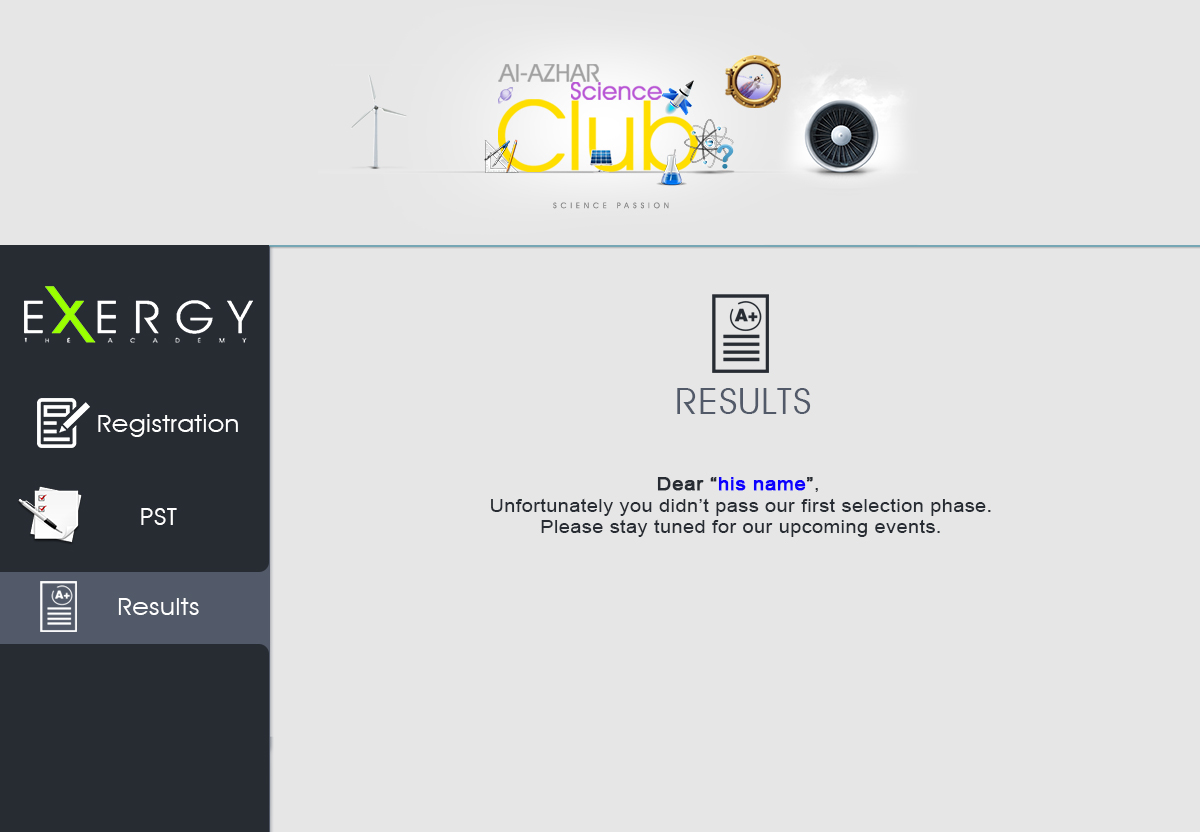 Al-AZHAR
Science
Club
?
SCIENCE PASSION
EXERGY
THE ACADEMY
Registration
PST
A+
Results
A+
RESULTS
Dear “his name”,
Unfortunately you didn’t pass our first selection phase.
Please stay tuned for our upcoming events.